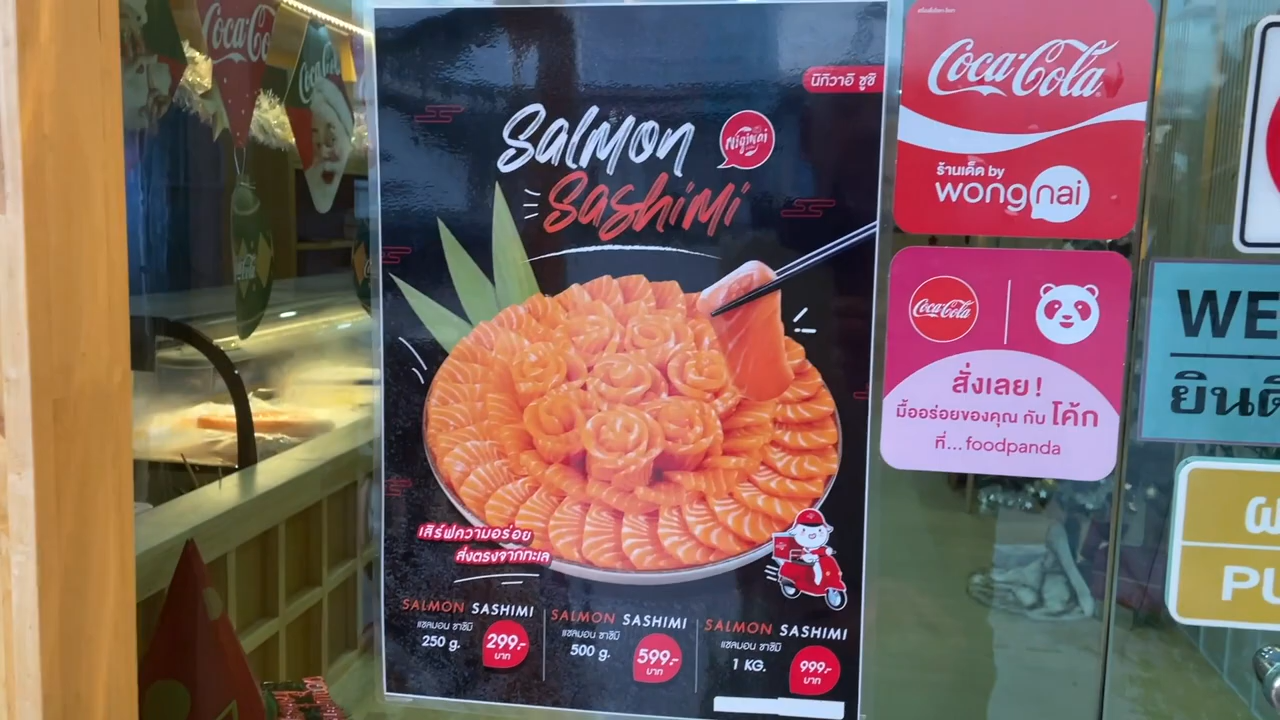 Coca-Cola
Coca-Cola
นิกิวาอิ ซูชิ
Salmon
Sashimi
Nigiwai
เสิร์ฟความอร่อย
ส่งตรงจากทะเล
SALMON SASHIMI
แซลมอน ซาซิมิ
250 g.
299.-
บาท
SALMON SASHIMI
แซลมอน ซาซิมิ
500 g.
599.-
บาท
SALMON SASHIMI
แซลมอน ซาซิมิ
1 KG.
999.-
บาท
Coca-Cola
ร้านเด็ด by
wongnai
Coca-Cola
สั่งเลย !
มื้ออร่อยของคุณ กับ โค้ก
ที่...foodpanda
WE
ยินดี
PU